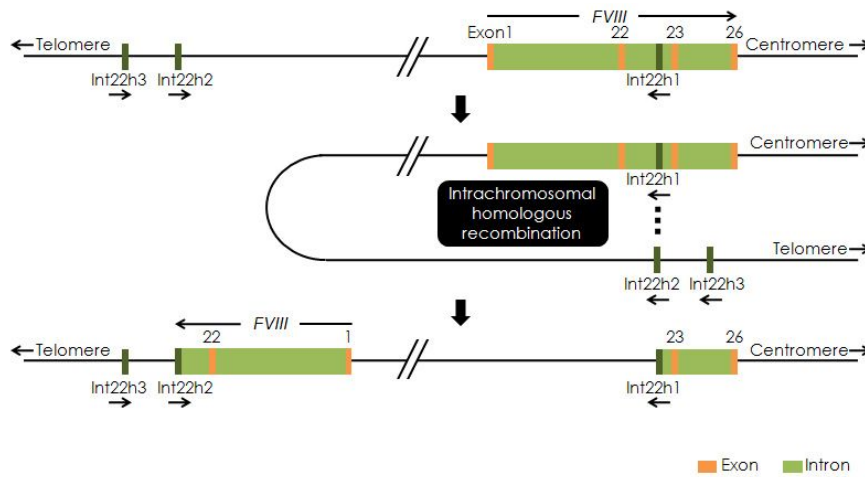 FVIII
Exon1 22 23 26
Telomere Centromere
Int22h3 Int22h2 Int22h1
Centromere
Int22h1
Intrachromosomal
homologous
recombination
Telomere
Int22h2 Int22h3
FVIII
22 1 23 26
Telomere Centromere
Int22h3 Int22h2 Int22h1
Exon Intron